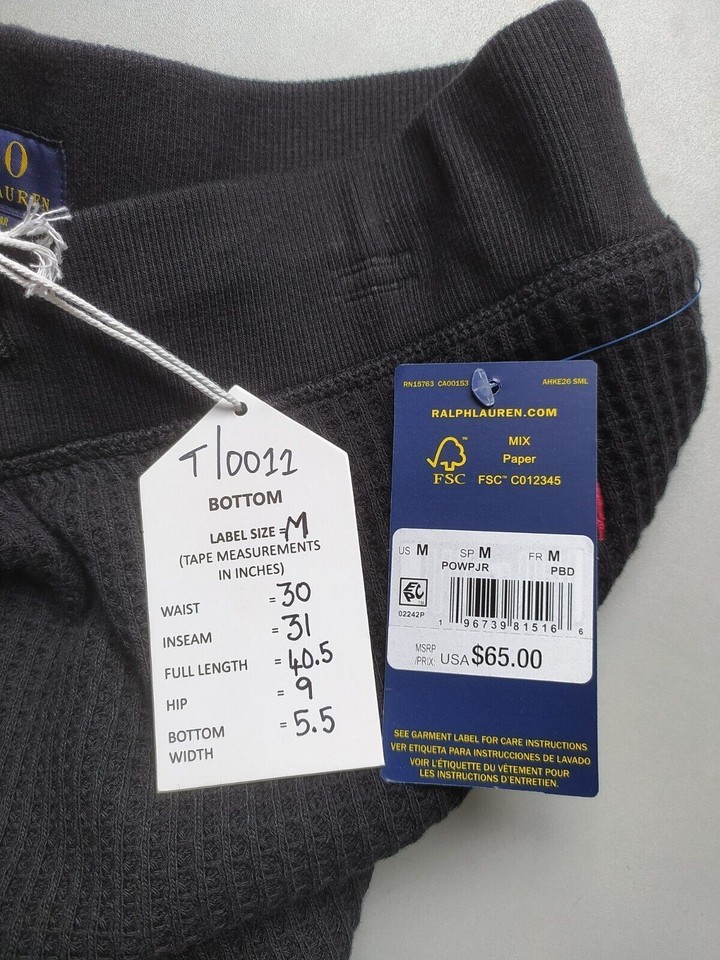 O
AUREN
T/0011
BOTTOM
LABEL SIZE -M
(TAPE MEASUREMENTS
IN INCHES)
WAIST = 30
INSEAM = 31
FULL LENGTH = 40.5
HIP = 9
BOTTOM = 5.5
WIDTH
RN15763 CA00153 AHKE26 SML
RALPHLAUREN.COM
FSC
MIX
Paper
FSC™ C012345
US M SP M FR M
POWPJR PBD
02242P
1 96739 81516 6
MSRP
/PRIX: USA $65.00
SEE GARMENT LABEL FOR CARE INSTRUCTIONS
VER ETIQUETA PARA INSTRUCCIONES DE LAVADO
VOIR L'ÉTIQUETTE DU VÊTEMENT POUR
LES INSTRUCTIONS D'ENTRETIEN.